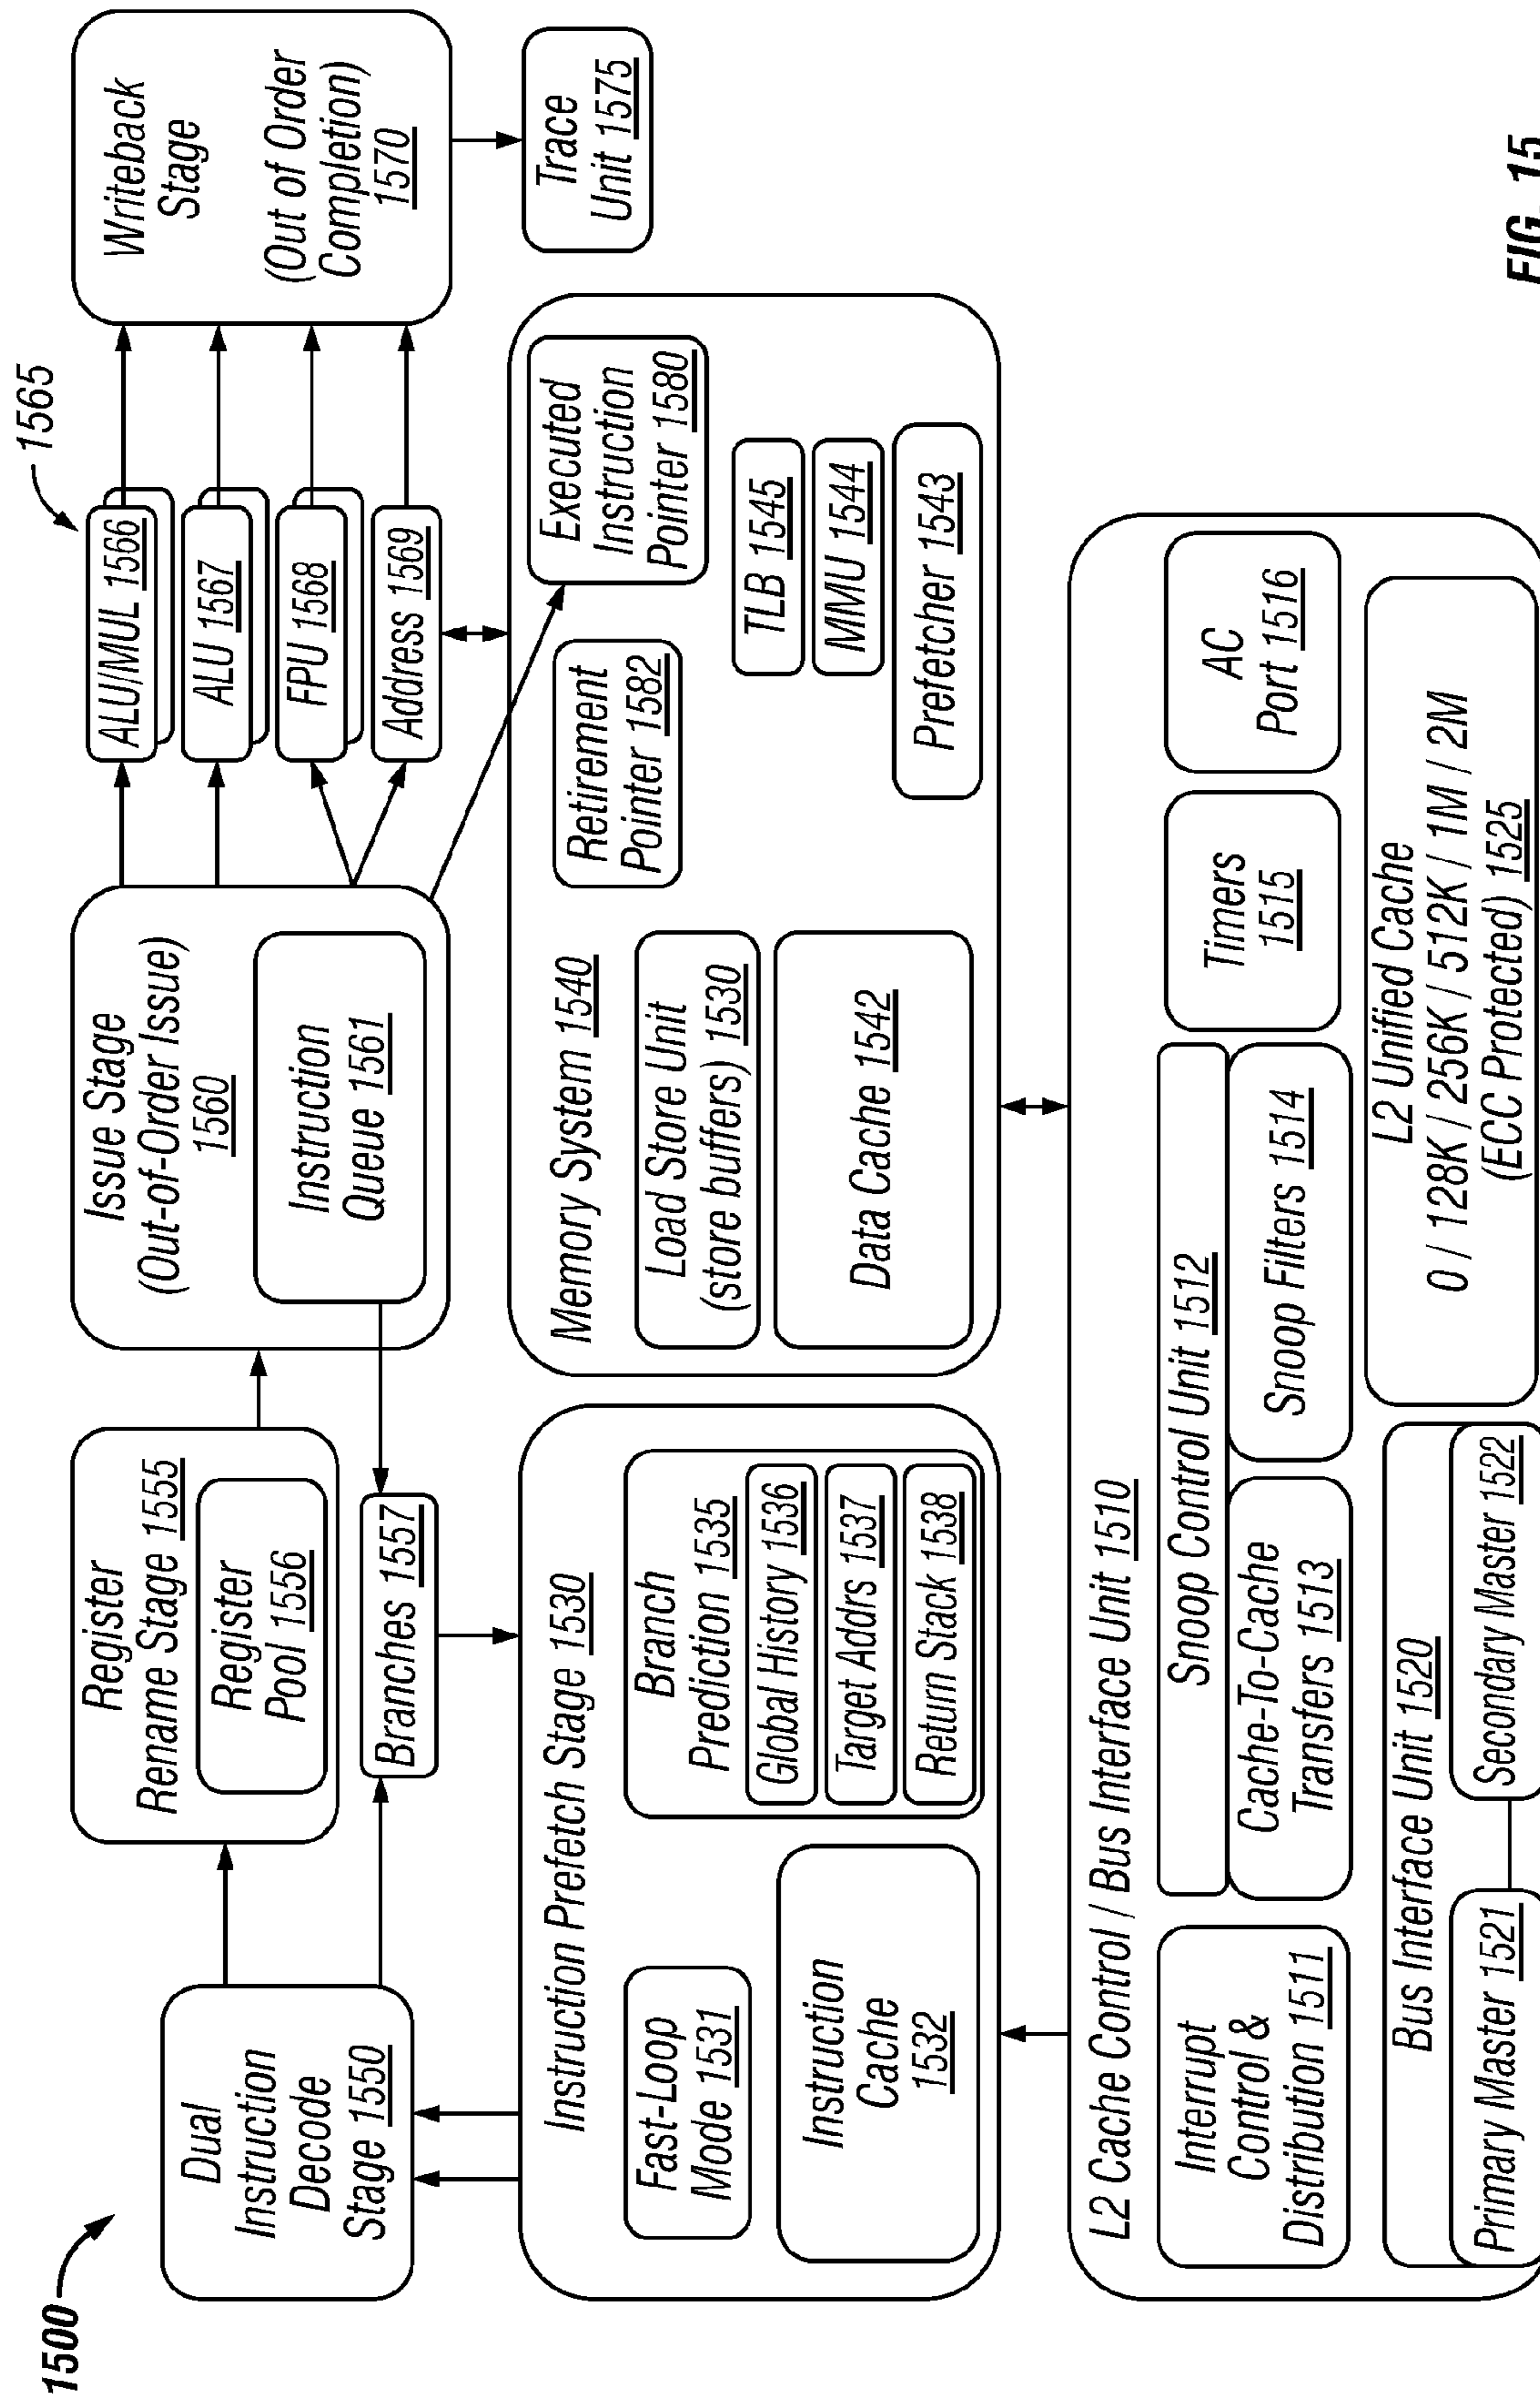 1500
Dual
Instruction
Decode
Stage 1550
Register
Rename Stage 1555
Register
Pool 1556
Branches 1557
Issue Stage
(Out-of-Order Issue)
1560
Instruction
Queue 1561
1565
ALU/MUL 1566
ALU 1567
FPU 1568
Address 1569
Writeback
Stage
(Out of Order
Completion)
1570
Trace
Unit 1575
Instruction Prefetch Stage 1530
Fast-Loop
Mode 1531
Instruction
Cache
1532
Branch
Prediction 1535
Global History 1536
Target Addrs 1537
Return Stack 1538
Memory System 1540
Load Store Unit
(store buffers) 1530
Data Cache 1542
Retirement
Pointer 1582
Executed
Instruction
Pointer 1580
TLB 1545
MMU 1544
Prefetcher 1543
L2 Cache Control / Bus Interface Unit 1510
Interrupt
Control &
Distribution 1511
Snoop Control Unit 1512
Cache-To-Cache
Transfers 1513
Snoop Filters 1514
Timers
1515
AC
Port 1516
Bus Interface Unit 1520
Primary Master 1521
Secondary Master 1522
L2 Unified Cache
0 / 128K / 256K / 512K / 1M / 2M
(ECC Protected) 1525
FIG. 15